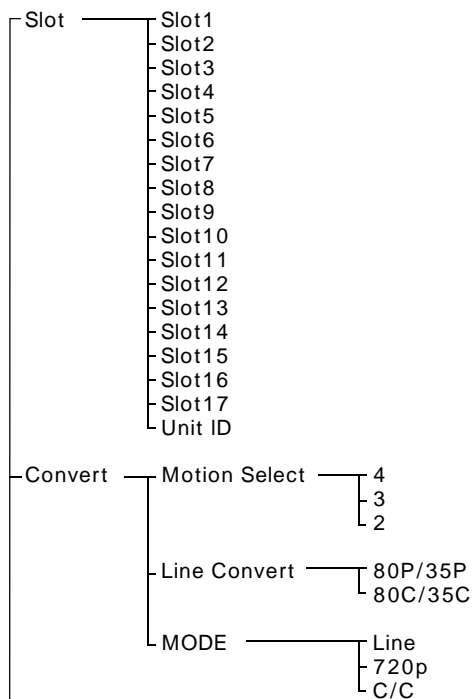 Slot Slot1
Slot2
Slot3
Slot4
Slot5
Slot6
Slot7
Slot8
Slot9
Slot10
Slot11
Slot12
Slot13
Slot14
Slot15
Slot16
Slot17
Unit ID
Convert Motion Select 4
3
2
Line Convert 80P/35P
80C/35C
MODE Line
720p
C/C